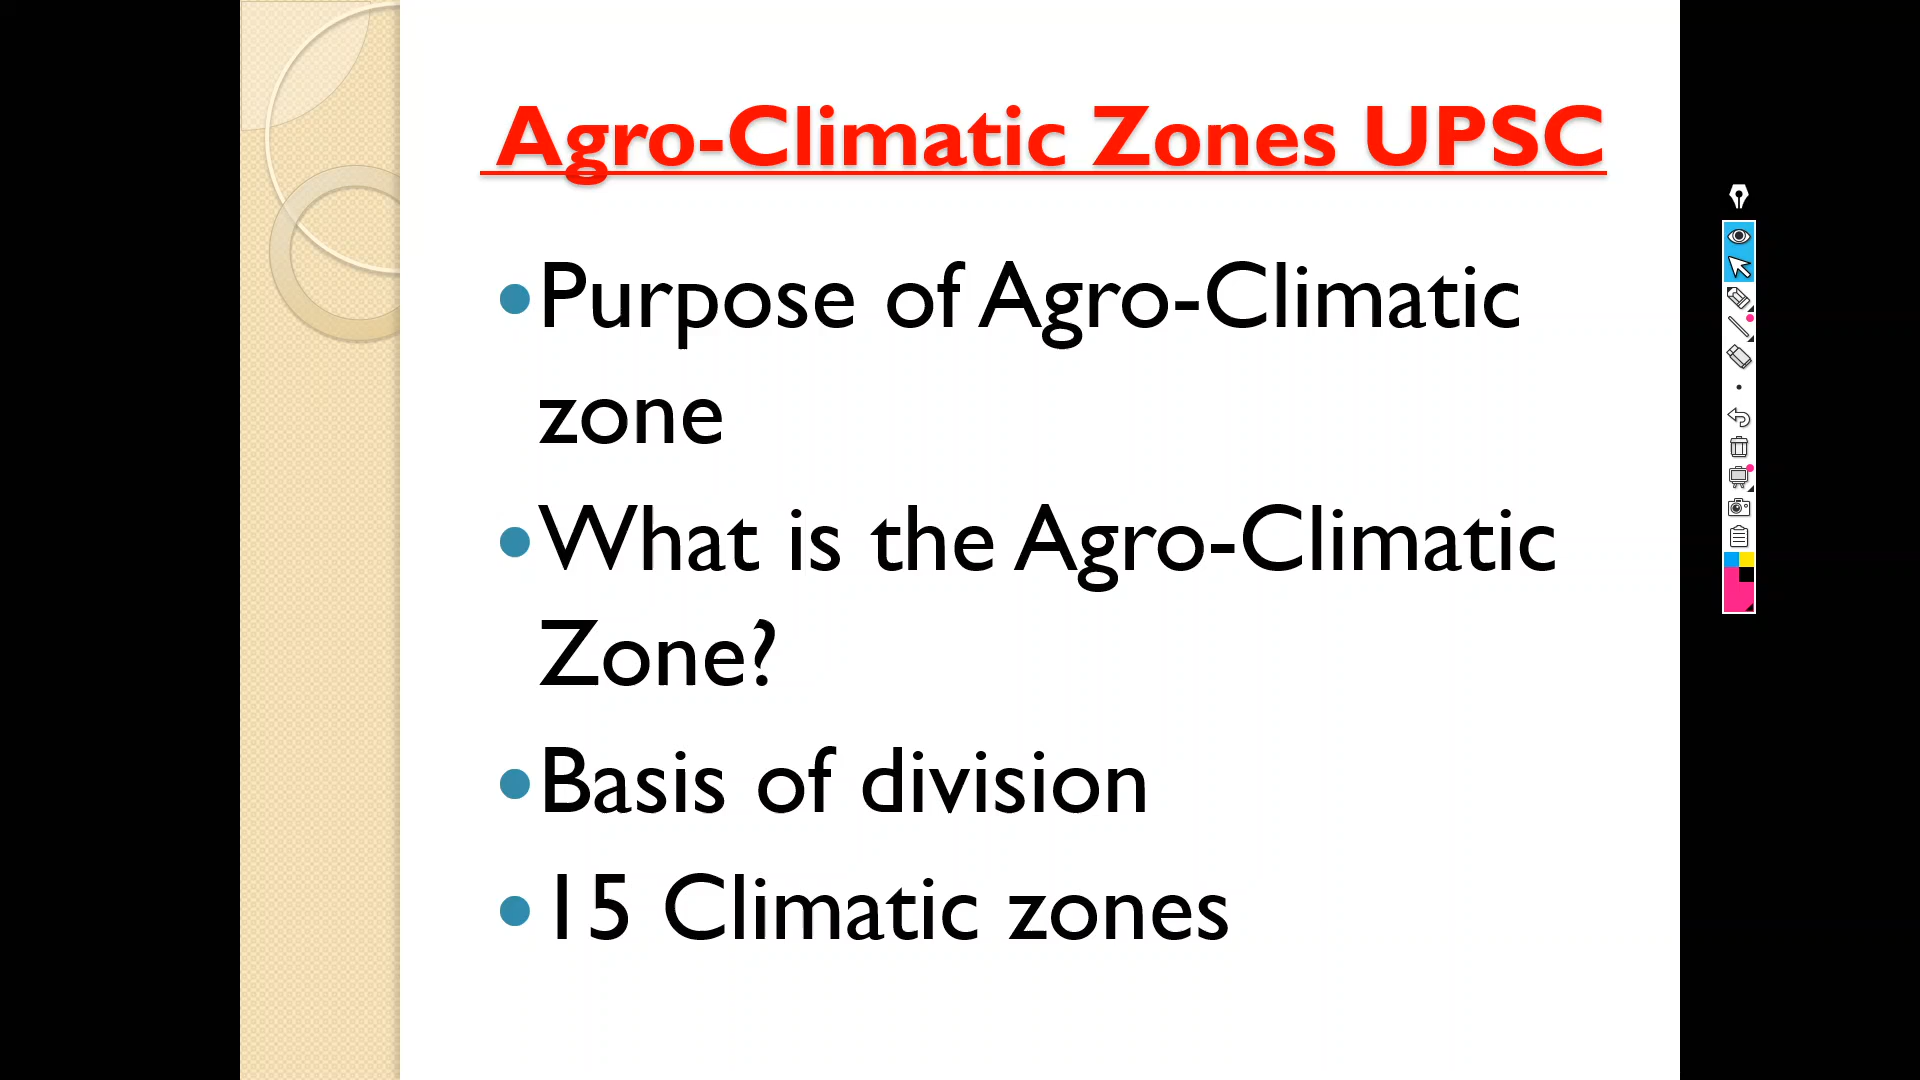 Agro-Climatic Zones UPSC
•Purpose of Agro-Climatic
zone
•What is the Agro-Climatic
Zone?
•Basis of division
•15 Climatic zones